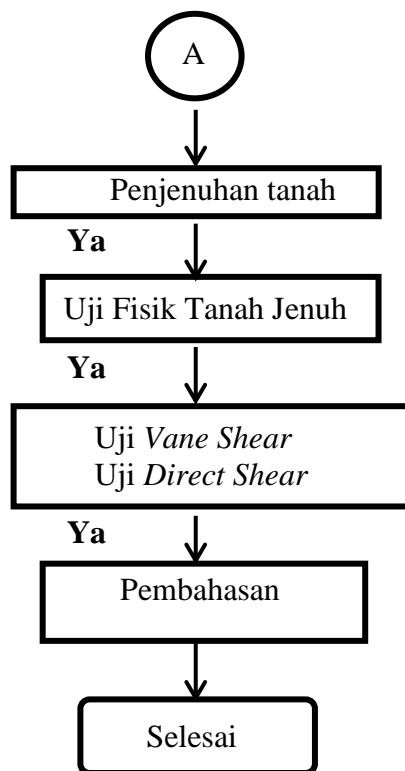 A
Penjenuhan tanah
Ya
Uji Fisik Tanah Jenuh
Ya
Uji Vane Shear
Uji Direct Shear
Ya
Pembahasan
Selesai